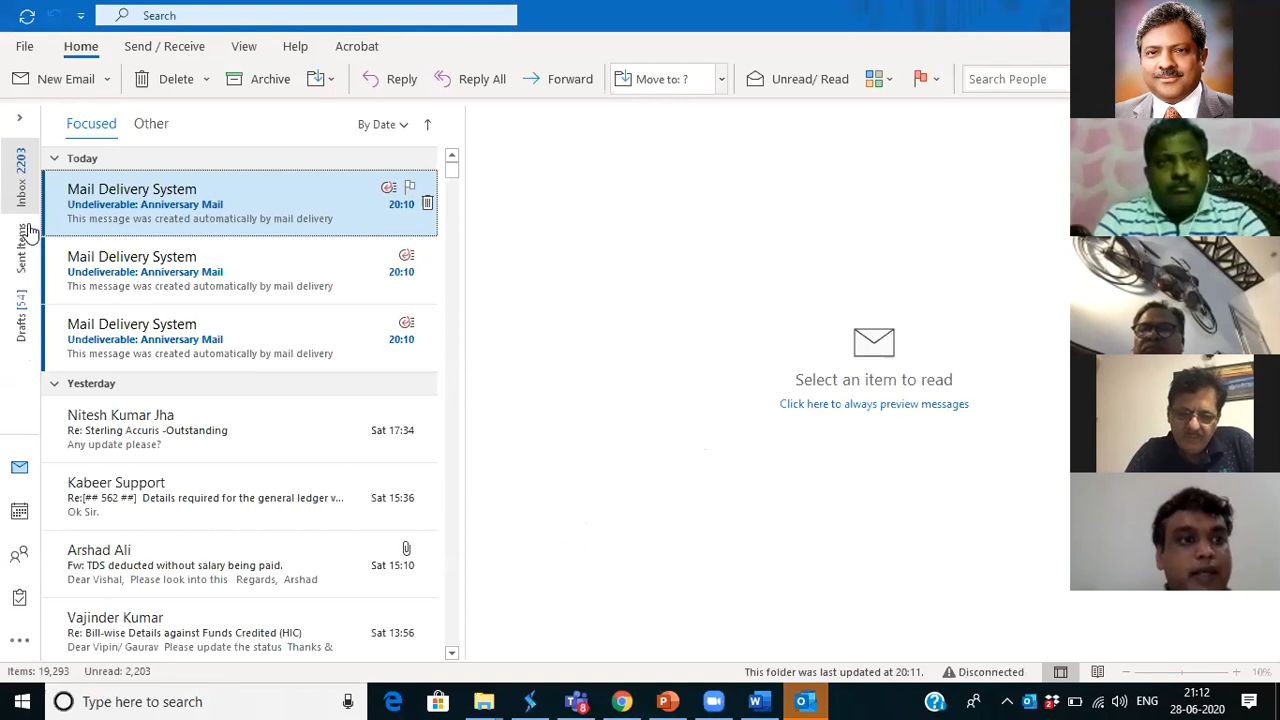 Search
File Home Send / Receive View Help Acrobat
New Email Delete Archive Reply Reply All Forward Move to: ? Unread/ Read Search People
Focused Other By Date
Inbox 2203
Sent Items
Drafts [54]
Today
Mail Delivery System
Undeliverable: Anniversary Mail 20:10
This message was created automatically by mail delivery
Mail Delivery System
Undeliverable: Anniversary Mail 20:10
This message was created automatically by mail delivery
Mail Delivery System
Undeliverable: Anniversary Mail 20:10
This message was created automatically by mail delivery
Yesterday
Nitesh Kumar Jha
Re: Sterling Accuris -Outstanding Sat 17:34
Any update please?
Kabeer Support
Re:[## 562 ##] Details required for the general ledger v... Sat 15:36
Ok Sir.
Arshad Ali
Fw: TDS deducted without salary being paid. Sat 15:10
Dear Vishal, Please look into this Regards, Arshad
Vajinder Kumar
Re: Bill-wise Details against Funds Credited (HIC) Sat 13:56
Dear Vipin/ Gaurav Please update the status Thanks &
Select an item to read
Click here to always preview messages
Items: 19,293 Unread: 2,203 This folder was last updated at 20:11. Disconnected 10%
Type here to search ENG 21:12
28-06-2020